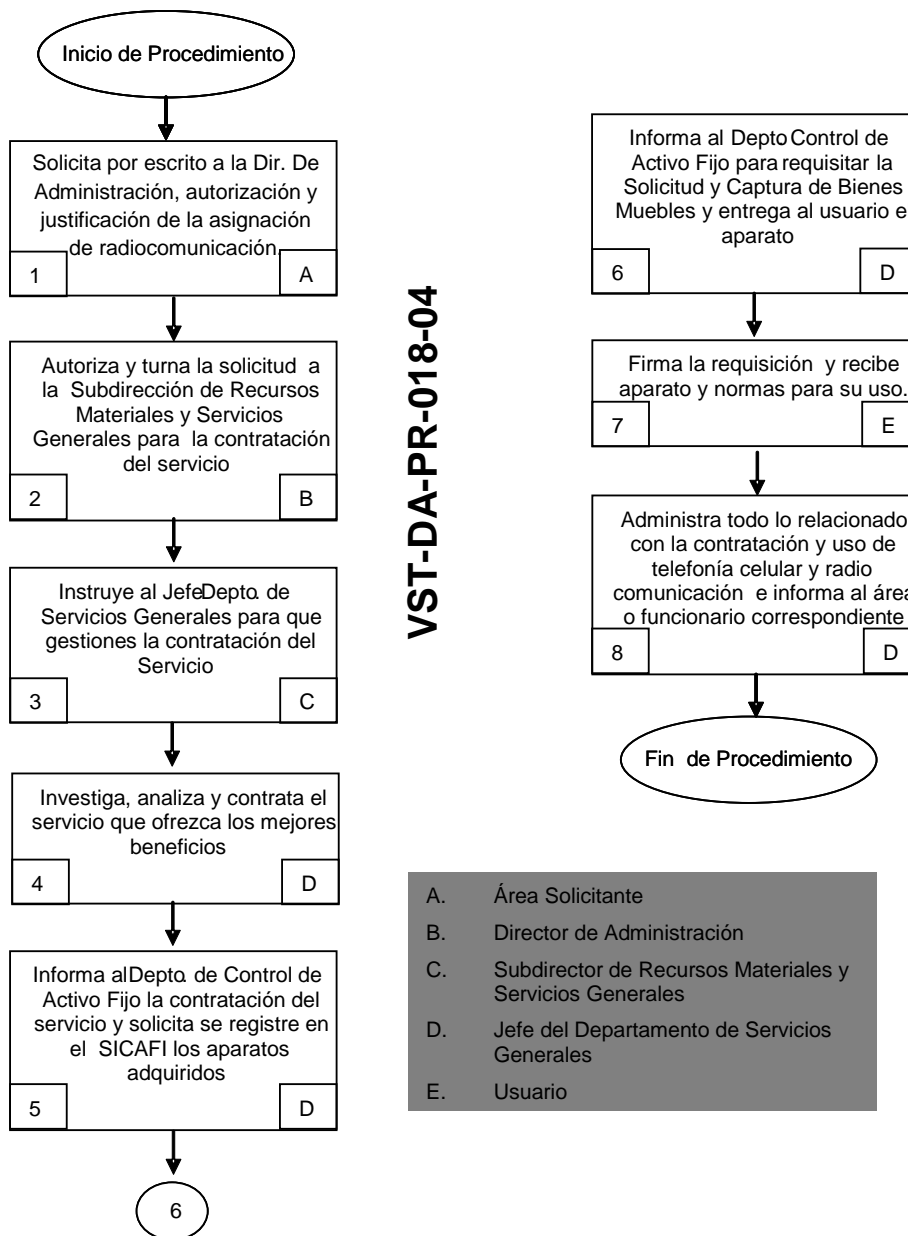 Inicio de Procedimiento
Solicita por escrito a la Dir. De
Administración, autorización y
justificación de la asignación
de radiocomunicación.
1
A
Autoriza y turna la solicitud a
la Subdirección de Recursos
Materiales y Servicios
Generales para la contratación
del servicio
2
B
Instruye al JefeDepto. de
Servicios Generales para que
gestiones la contratación del
Servicio
3
C
Investiga, analiza y contrata el
servicio que ofrezca los mejores
beneficios
4
D
Informa alDepto. de Control de
Activo Fijo la contratación del
servicio y solicita se registre en
el SICAFI los aparatos
adquiridos
5
D
6
VST-DA-PR-018-04
Informa al Depto Control de
Activo Fijo para requisitar la
Solicitud y Captura de Bienes
Muebles y entrega al usuario e
aparato
6
D
Firma la requisición y recibe
aparato y normas para su uso.
7
E
Administra todo lo relacionado
con la contratación y uso de
telefonía celular y radio
comunicación e informa al área
o funcionario correspondiente
8
D
Fin de Procedimiento
A. Área Solicitante
B. Director de Administración
C. Subdirector de Recursos Materiales y
Servicios Generales
D. Jefe del Departamento de Servicios
Generales
E. Usuario